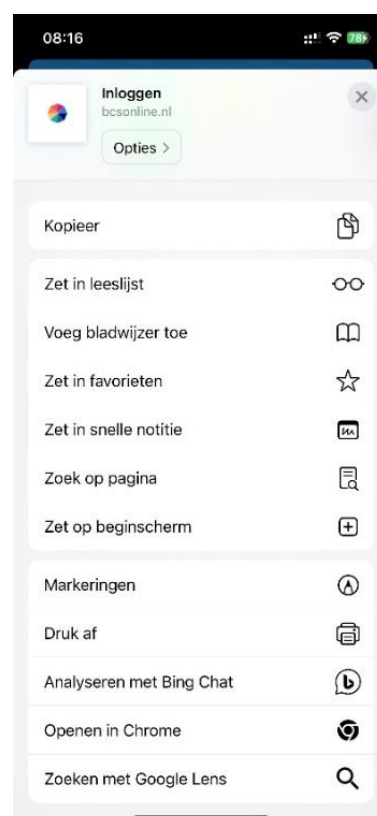 08:16
78
Inloggen
bcsonline.nl
Opties >
Kopieer
Zet in leeslijst
Voeg bladwijzer toe
Zet in favorieten
Zet in snelle notitie
Zoek op pagina
Zet op beginscherm
Markeringen
Druk af
Analyseren met Bing Chat
Openen in Chrome
Zoeken met Google Lens